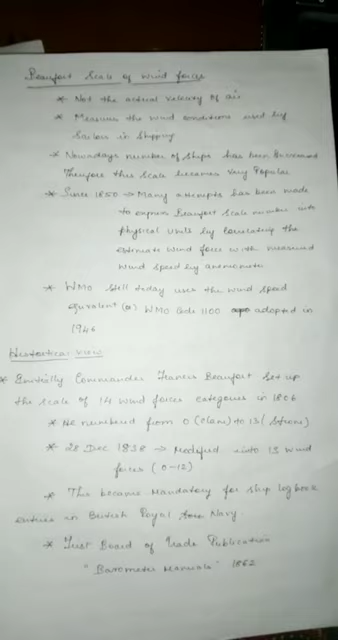 Beaufort Scale of Wind force
* Not the actual velocity of air
* Measures the wind conditions used by
Sailors in Shipping
* Nowadays number of Ships has been increased
Therefore this Scale becomes very Popular
* Since 1850 → Many attempts has been made
to express Beaufort Scale number into
physical units by correlating the
estimate wind force with measured
wind speed by anemometer
* WMO still today uses the wind speed
equivalent (or) WMO Code 1100 adopted in
1946
Historical view
* Initially Commander Francis Beaufort Set up
the Scale of 14 wind forces categories in 1806
* He numbered from 0 (Calm) to 13 (Storm)
* 28 Dec 1838 → Modified into 13 wind
forces (0-12)
* This became Mandatory for Ship logbook
entries in British Royal Navy.
* Just Board of Trade Publication
"Barometer Manuals" 1862